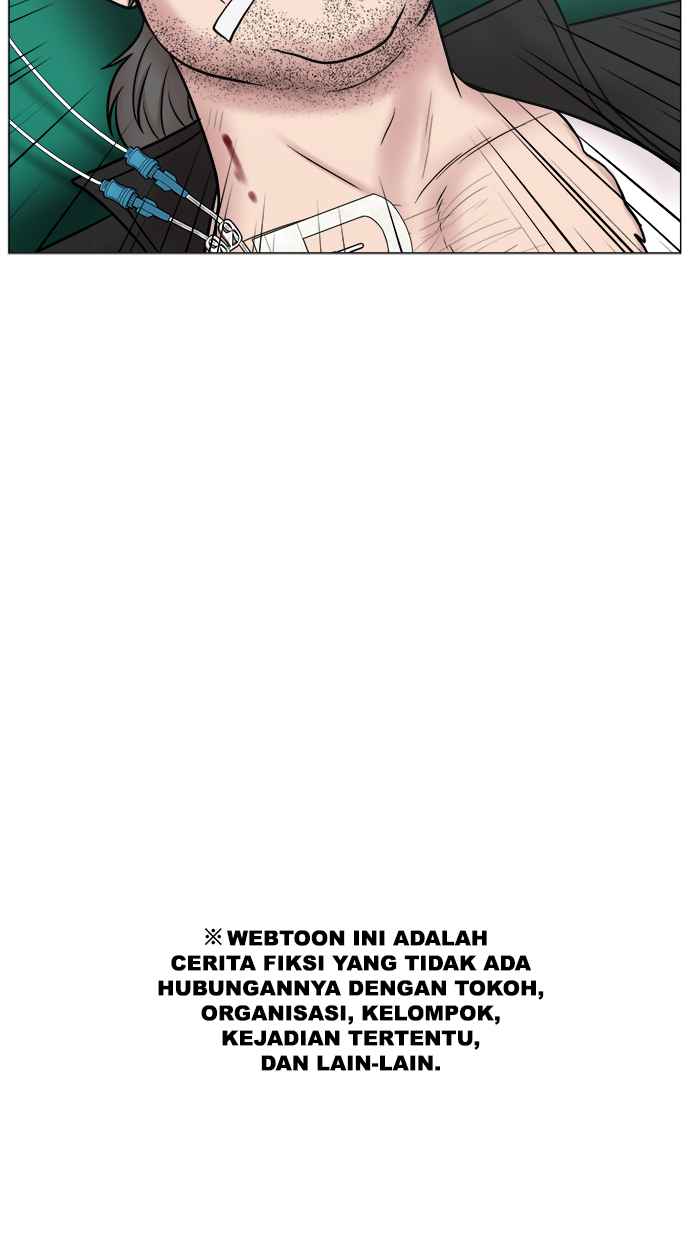 ※WEBTOON INI ADALAH
CERITA FIKSI YANG TIDAK ADA
HUBUNGANNYA DENGAN TOKOH,
ORGANISASI, KELOMPOK,
KEJADIAN TERTENTU,
DAN LAIN-LAIN.